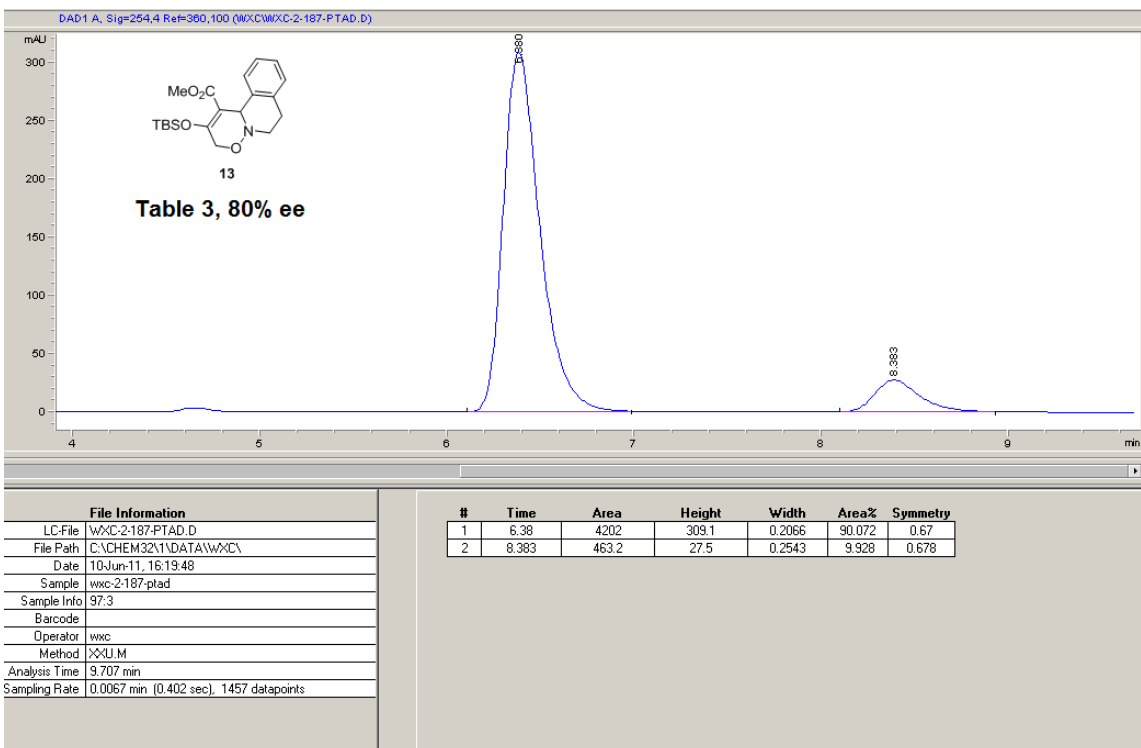 DAD1 A, Sig=254,4 Ref=360,100 (WXC\WXC-2-187-PTAD.D)
mAU
300
250
200
150
100
50
0
6.380
8.383
MeO2C
TBSO
N
O
13
Table 3, 80% ee
4 5 6 7 8 9 min
File Information
LC-File WXC-2-187-PTAD.D
File Path C:\CHEM32\1\DATA\WXC\
Date 10-Jun-11, 16:19:48
Sample wxc-2-187-ptad
Sample Info 97:3
Barcode
Operator wxc
Method XXU.M
Analysis Time 9.707 min
Sampling Rate 0.0067 min (0.402 sec), 1457 datapoints
# Time Area Height Width Area% Symmetry
1 6.38 4202 309.1 0.2066 90.072 0.67
2 8.383 463.2 27.5 0.2543 9.928 0.678